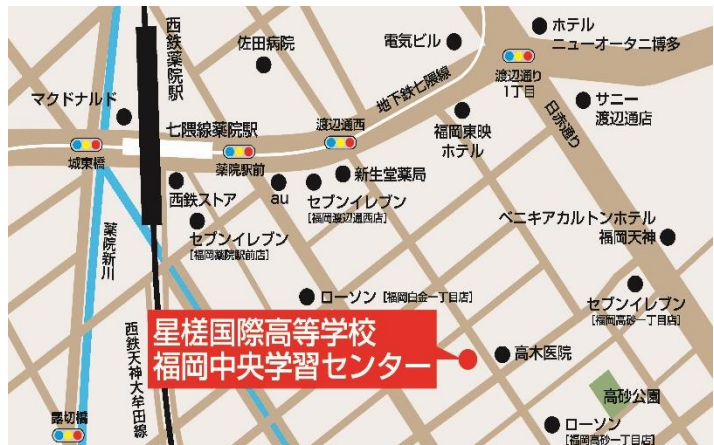 西鉄薬院駅
佐田病院
電気ビル
ホテル
ニューオータニ博多
渡辺通り
1丁目
地下鉄七隈線
日赤通り
サニー
渡辺通店
マクドナルド
七隈線薬院駅
渡辺通西
福岡東映
ホテル
城東橋
薬院駅前
新生堂薬局
西鉄ストア
au
セブンイレブン
[福岡渡辺通西店]
セブンイレブン
[福岡薬院駅前店]
ベニキアカルトンホテル
福岡天神
薬院新川
ローソン [福岡白金一丁目店]
セブンイレブン
[福岡高砂一丁目店]
星槎国際高等学校
福岡中央学習センター
高木医院
西鉄天神大牟田線
高砂公園
露切橋
ローソン
[福岡高砂一丁目店]